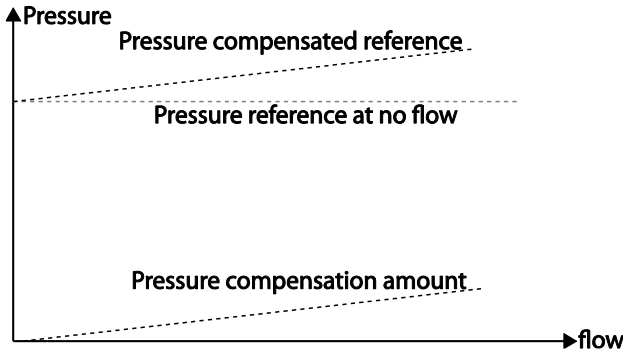 Pressure
Pressure compensated reference
Pressure reference at no flow
Pressure compensation amount
flow